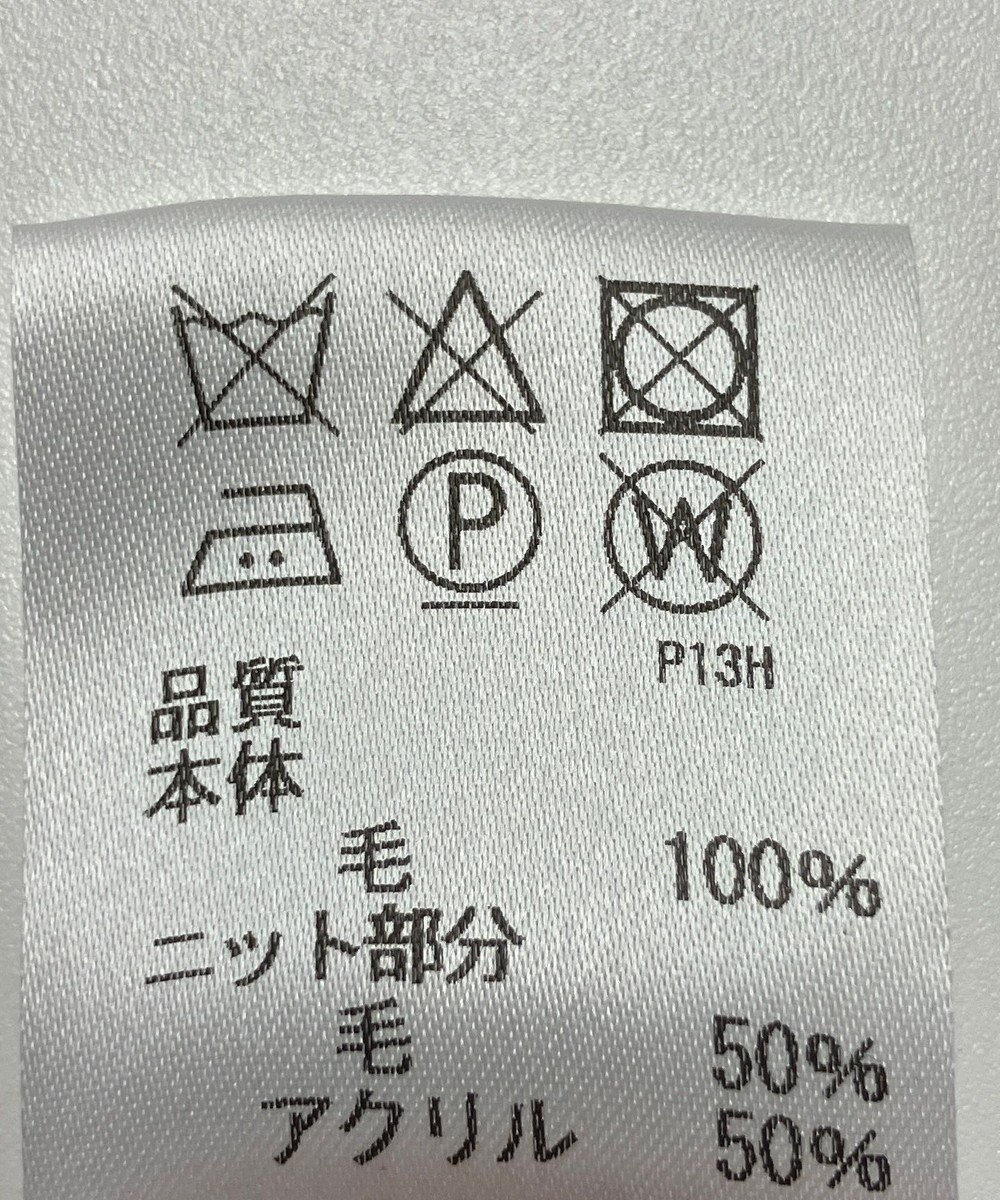 P W
P13H
品質
本体
毛 100%
ニット部分
毛 50%
アクリル 50%